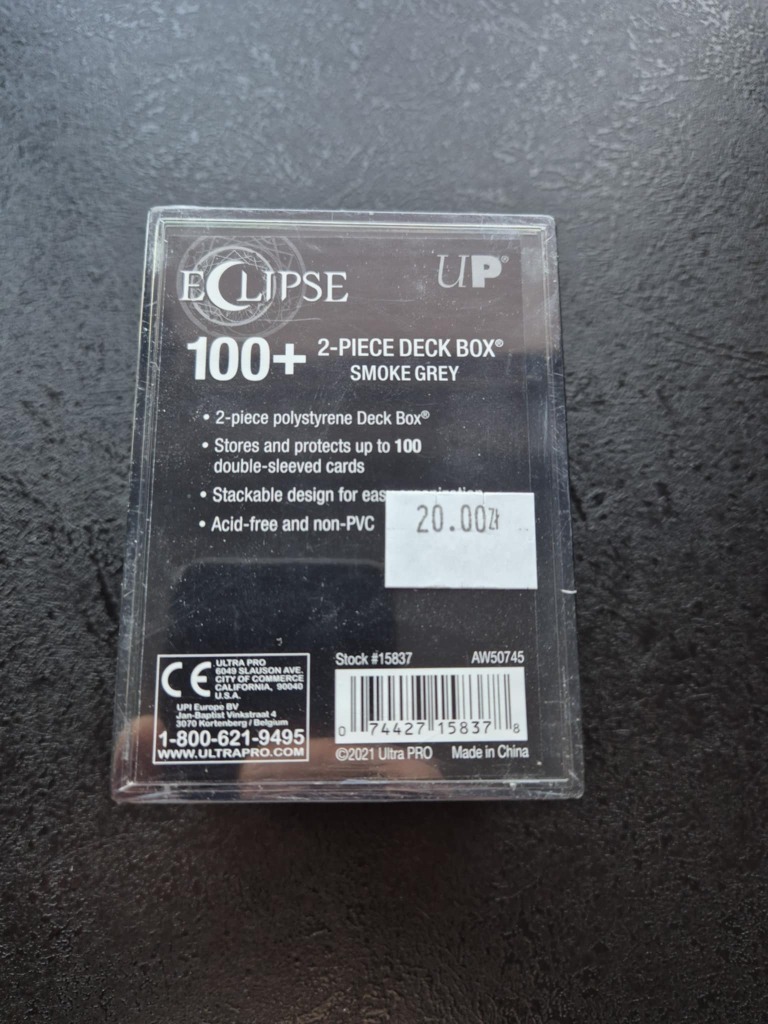 ECLIPSE
UP®
100+ 2-PIECE DECK BOX®
SMOKE GREY
• 2-piece polystyrene Deck Box®
• Stores and protects up to 100
double-sleeved cards
• Stackable design for
• Acid-free and non-PVC
20.00zł
CE
ULTRA PRO
6049 SLAUSON AVE.
CITY OF COMMERCE
CALIFORNIA, 90040
U.S.A.
UPI Europe BV
Jan-Baptist Vinkstraat 4
3070 Kortenberg / Belgium
1-800-621-9495
WWW.ULTRAPRO.COM
Stock #15837 AW50745
0 74427 15837 8
©2021 Ultra PRO Made in China